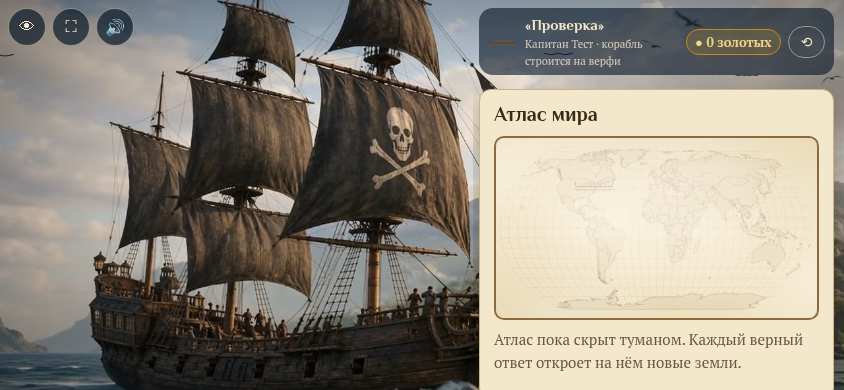 «Проверка»
Капитан Тест · корабль
строится на верфи
● 0 золотых
Атлас мира
Атлас пока скрыт туманом. Каждый верный
ответ откроет на нём новые земли.